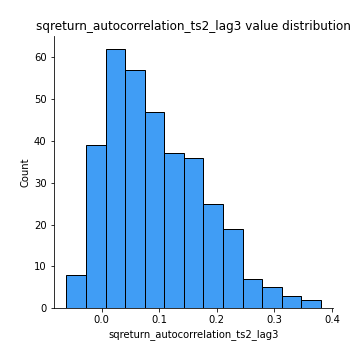 sqreturn_autocorrelation_ts2_lag3 value distribution
60
50
40
30
20
10
0
Count
0.0 0.1 0.2 0.3 0.4
sqreturn_autocorrelation_ts2_lag3